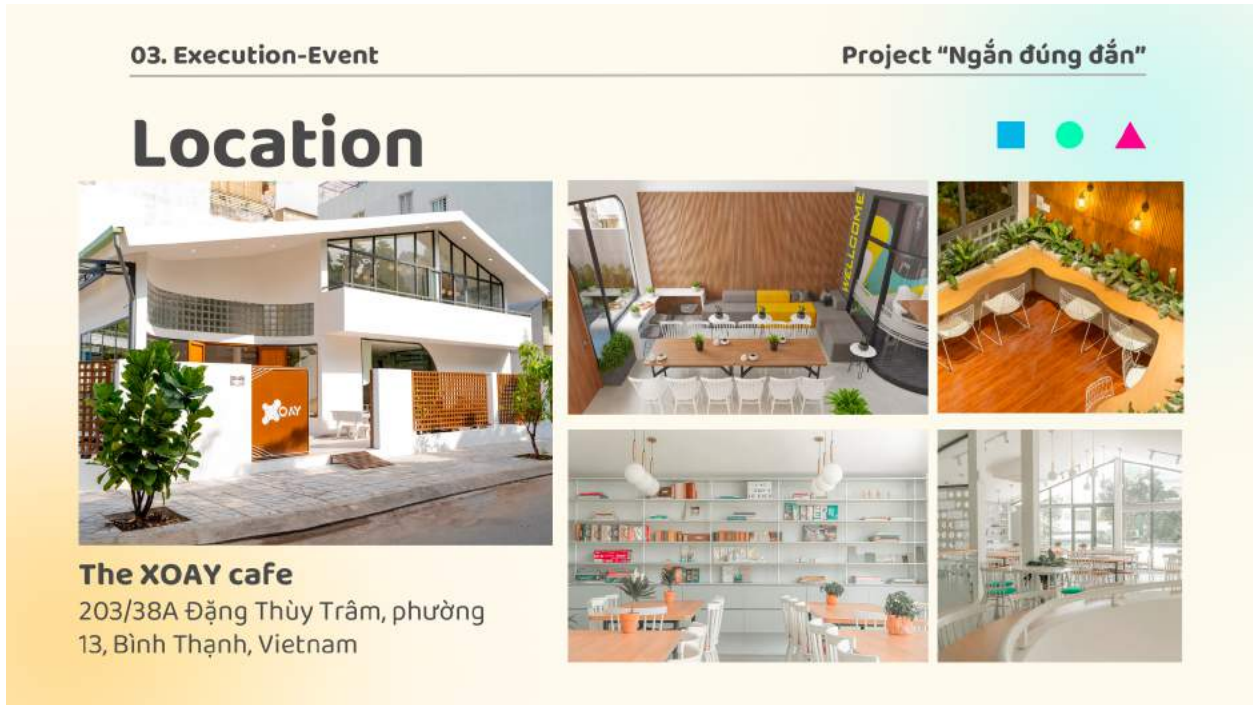 03. Execution-Event
Project “Ngắn đúng đắn”
Location
WELLCOME
XOAY
The XOAY cafe
203/38A Đặng Thùy Trâm, phường
13, Bình Thạnh, Vietnam